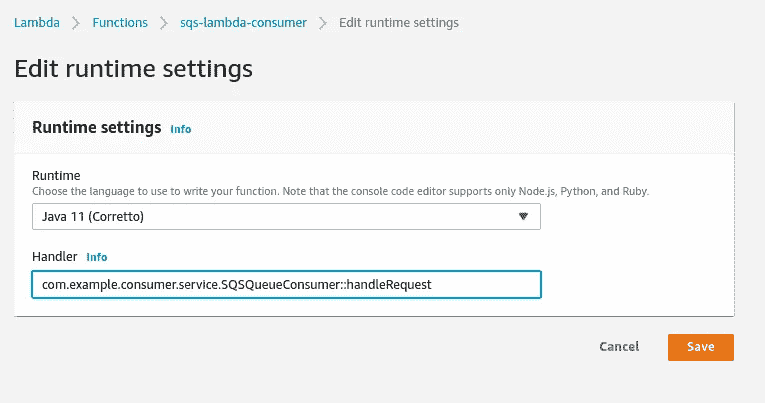 Lambda > Functions > sqs-lambda-consumer > Edit runtime settings
Edit runtime settings
Runtime settings Info
Runtime
Choose the language to use to write your function. Note that the console code editor supports only Node.js, Python, and Ruby.
Java 11 (Corretto)
Handler Info
com.example.consumer.service.SQSQueueConsumer::handleRequest
Cancel Save